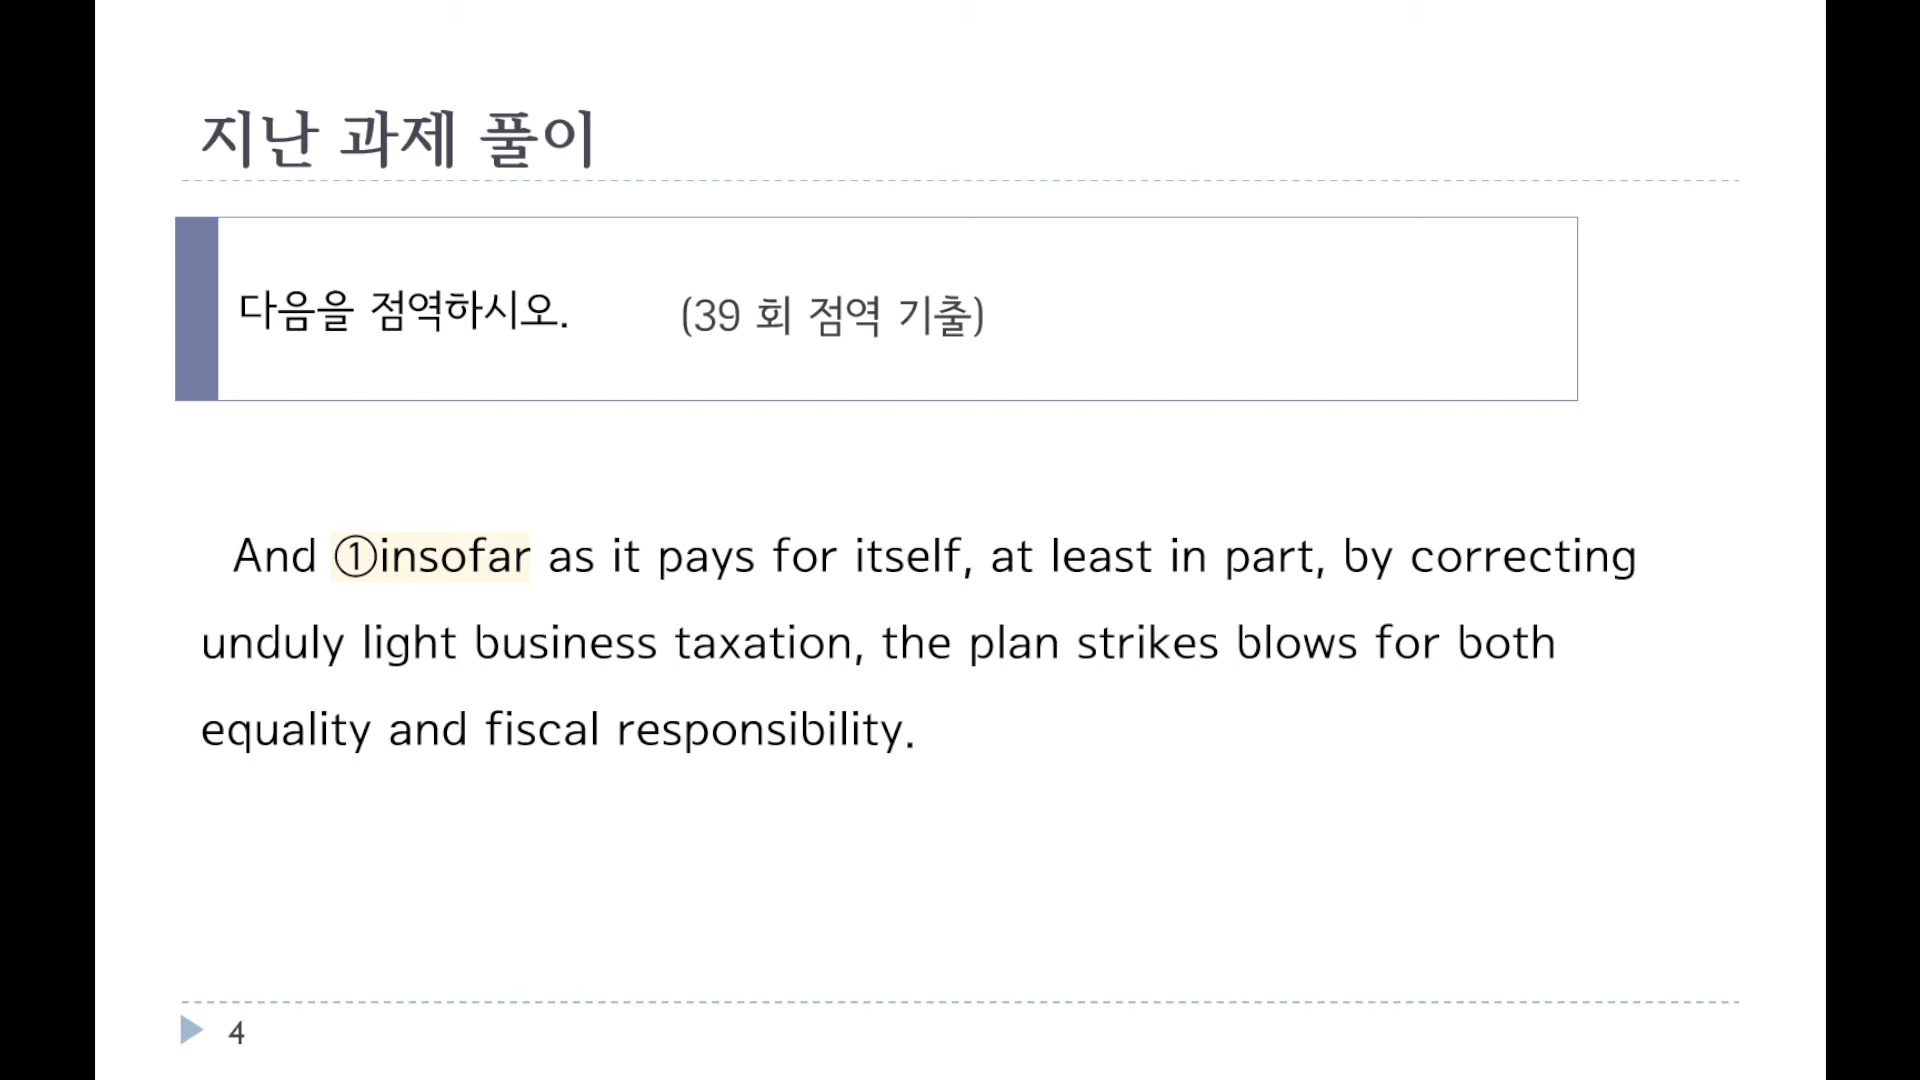 지난 과제 풀이
다음을 점역하시오. (39 회 점역 기출)
And ①insofar as it pays for itself, at least in part, by correcting
unduly light business taxation, the plan strikes blows for both
equality and fiscal responsibility.
4